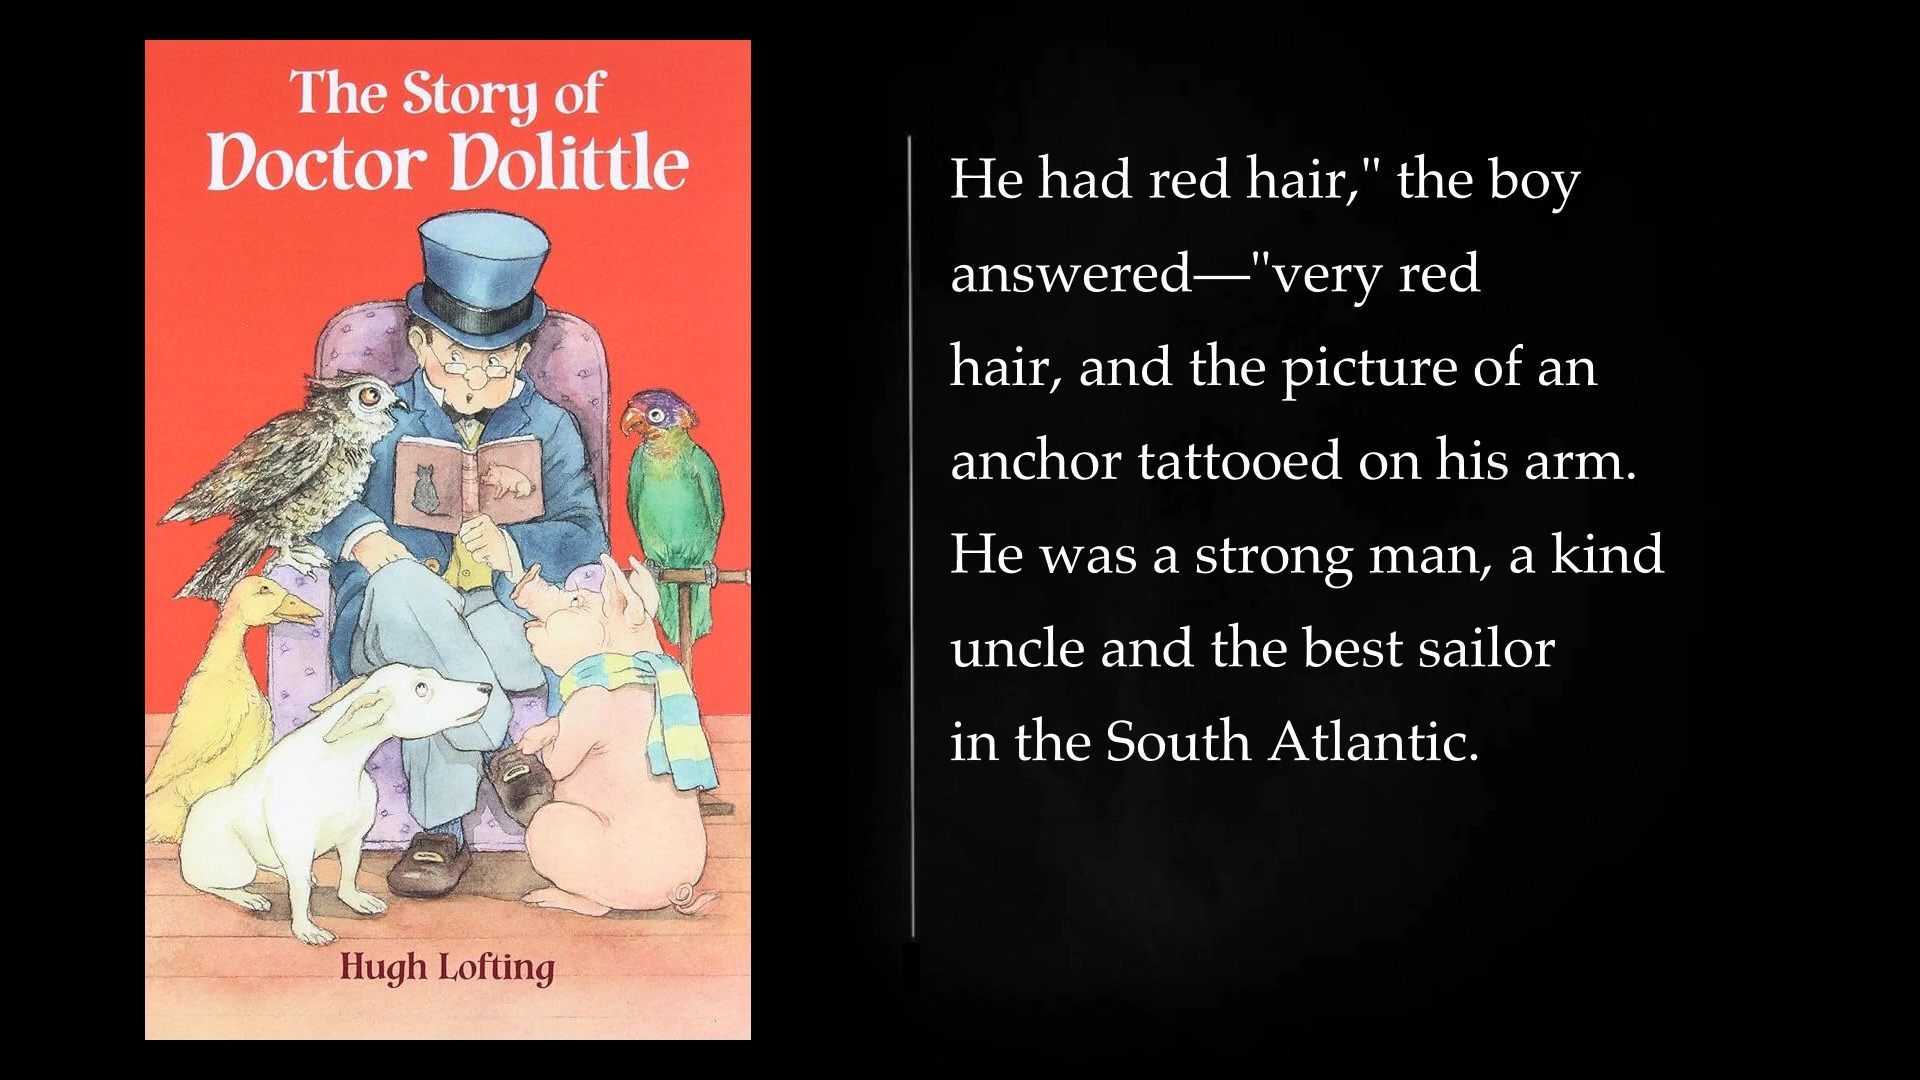 The Story of
Doctor Dolittle
Hugh Lofting
He had red hair," the boy
answered—"very red
hair, and the picture of an
anchor tattooed on his arm.
He was a strong man, a kind
uncle and the best sailor
in the South Atlantic.